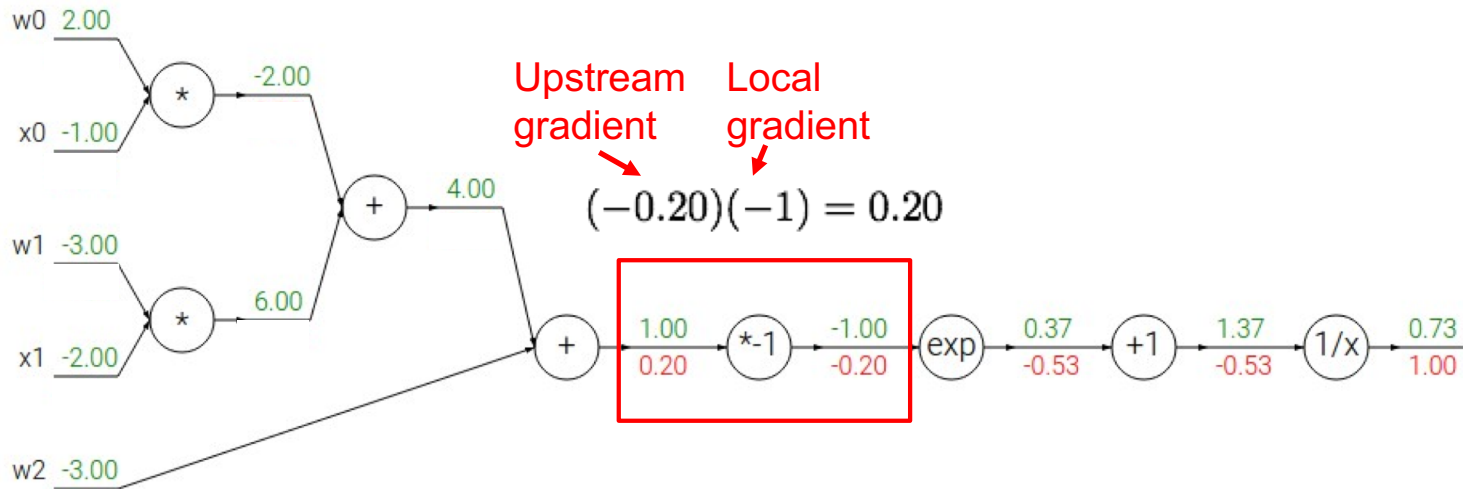 w0 2.00
-2.00
*
x0 -1.00
Upstream Local
gradient gradient
(-0.20)(-1) = 0.20
4.00
+
w1 -3.00
6.00
*
x1 -2.00
+
1.00
0.20
*-1
-1.00
-0.20
exp
0.37
-0.53
+1
1.37
-0.53
1/x
0.73
1.00
w2 -3.00